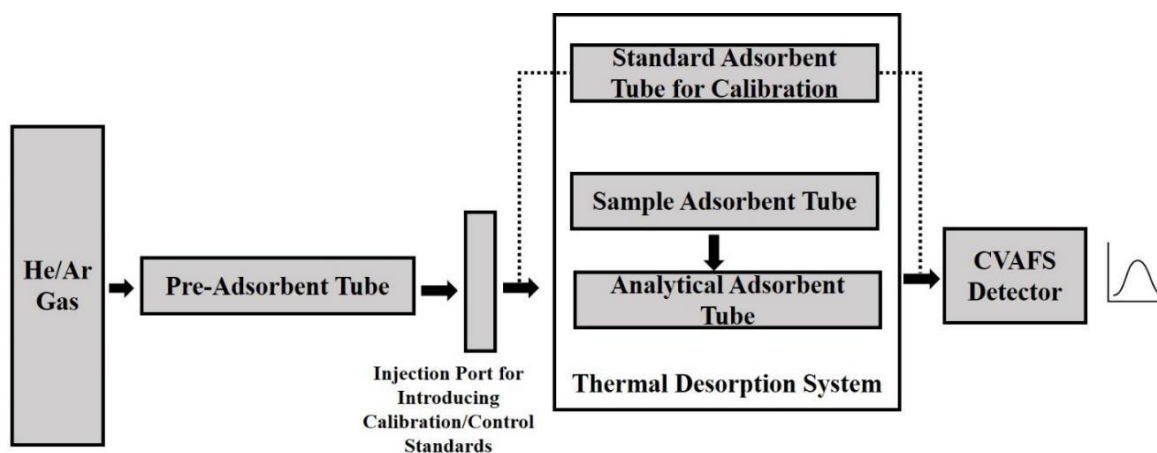 Standard Adsorbent
Tube for Calibration
Sample Adsorbent Tube
He/Ar
Gas
Pre-Adsorbent Tube
Analytical Adsorbent
Tube
CVAFS
Detector
Injection Port for
Introducing
Calibration/Control
Standards
Thermal Desorption System